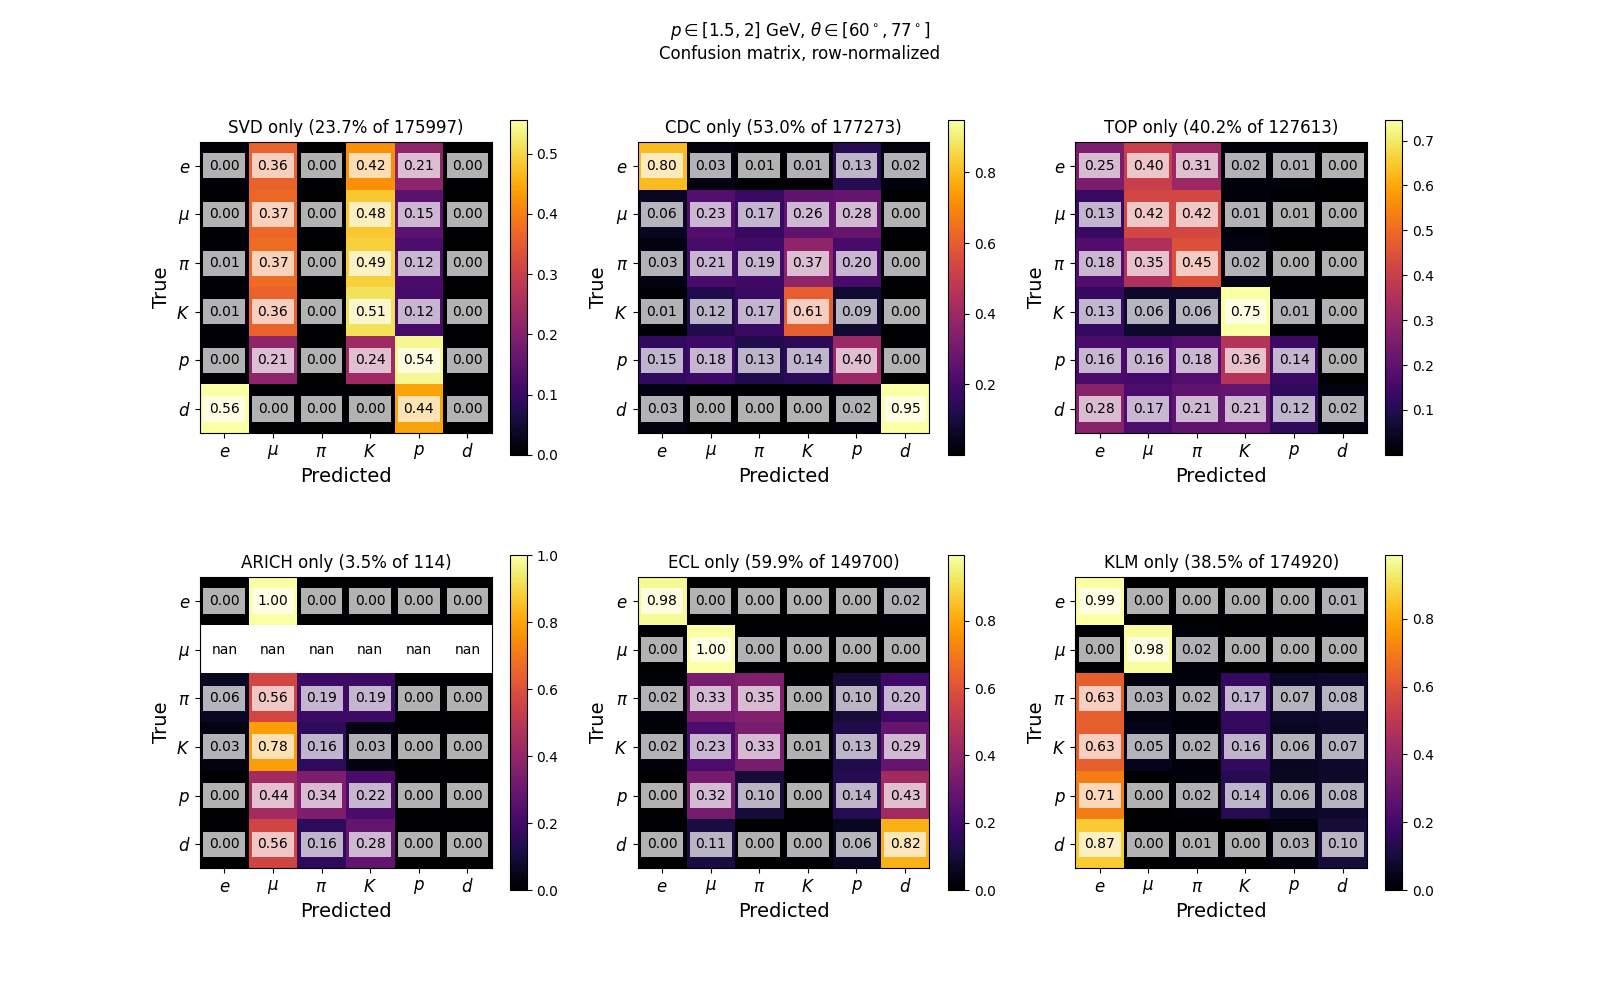 p ∈ [1.5, 2] GeV, θ ∈ [60°, 77°]
Confusion matrix, row-normalized
SVD only (23.7% of 175997)
True
e 0.00 0.36 0.00 0.42 0.21 0.00
μ 0.00 0.37 0.00 0.48 0.15 0.00
π 0.01 0.37 0.00 0.49 0.12 0.00
K 0.01 0.36 0.00 0.51 0.12 0.00
p 0.00 0.21 0.00 0.24 0.54 0.00
d 0.56 0.00 0.00 0.00 0.44 0.00
e μ π K p d
Predicted
0.5
0.4
0.3
0.2
0.1
0.0
CDC only (53.0% of 177273)
True
e 0.80 0.03 0.01 0.01 0.13 0.02
μ 0.06 0.23 0.17 0.26 0.28 0.00
π 0.03 0.21 0.19 0.37 0.20 0.00
K 0.01 0.12 0.17 0.61 0.09 0.00
p 0.15 0.18 0.13 0.14 0.40 0.00
d 0.03 0.00 0.00 0.00 0.02 0.95
e μ π K p d
Predicted
0.8
0.6
0.4
0.2
TOP only (40.2% of 127613)
True
e 0.25 0.40 0.31 0.02 0.01 0.00
μ 0.13 0.42 0.42 0.01 0.01 0.00
π 0.18 0.35 0.45 0.02 0.00 0.00
K 0.13 0.06 0.06 0.75 0.01 0.00
p 0.16 0.16 0.18 0.36 0.14 0.00
d 0.28 0.17 0.21 0.21 0.12 0.02
e μ π K p d
Predicted
0.7
0.6
0.5
0.4
0.3
0.2
0.1
ARICH only (3.5% of 114)
True
e 0.00 1.00 0.00 0.00 0.00 0.00
μ nan nan nan nan nan nan
π 0.06 0.56 0.19 0.19 0.00 0.00
K 0.03 0.78 0.16 0.03 0.00 0.00
p 0.00 0.44 0.34 0.22 0.00 0.00
d 0.00 0.56 0.16 0.28 0.00 0.00
e μ π K p d
Predicted
1.0
0.8
0.6
0.4
0.2
0.0
ECL only (59.9% of 149700)
True
e 0.98 0.00 0.00 0.00 0.00 0.02
μ 0.00 1.00 0.00 0.00 0.00 0.00
π 0.02 0.33 0.35 0.00 0.10 0.20
K 0.02 0.23 0.33 0.01 0.13 0.29
p 0.00 0.32 0.10 0.00 0.14 0.43
d 0.00 0.11 0.00 0.00 0.06 0.82
e μ π K p d
Predicted
0.8
0.6
0.4
0.2
0.0
KLM only (38.5% of 174920)
True
e 0.99 0.00 0.00 0.00 0.00 0.01
μ 0.00 0.98 0.02 0.00 0.00 0.00
π 0.63 0.03 0.02 0.17 0.07 0.08
K 0.63 0.05 0.02 0.16 0.06 0.07
p 0.71 0.00 0.02 0.14 0.06 0.08
d 0.87 0.00 0.01 0.00 0.03 0.10
e μ π K p d
Predicted
0.8
0.6
0.4
0.2
0.0